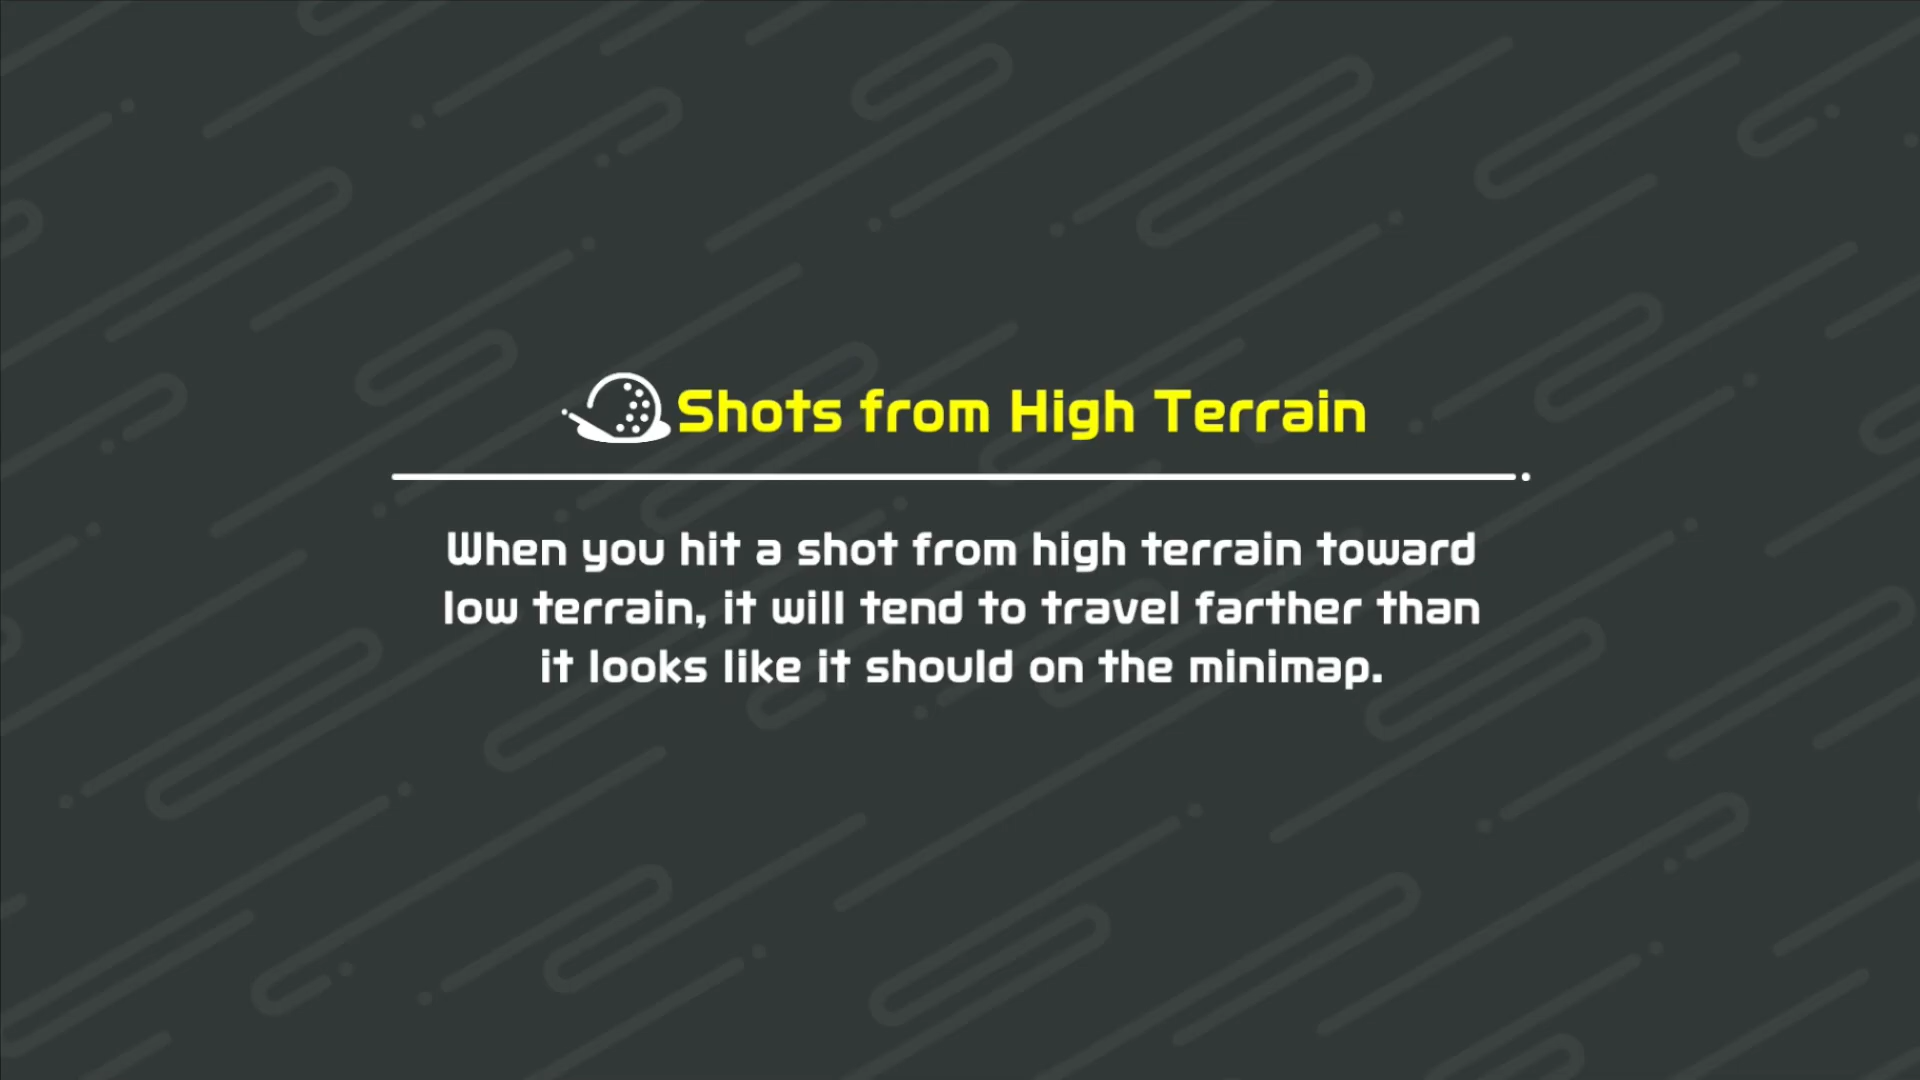 Shots from High Terrain
When you hit a shot from high terrain toward
low terrain, it will tend to travel farther than
it looks like it should on the minimap.